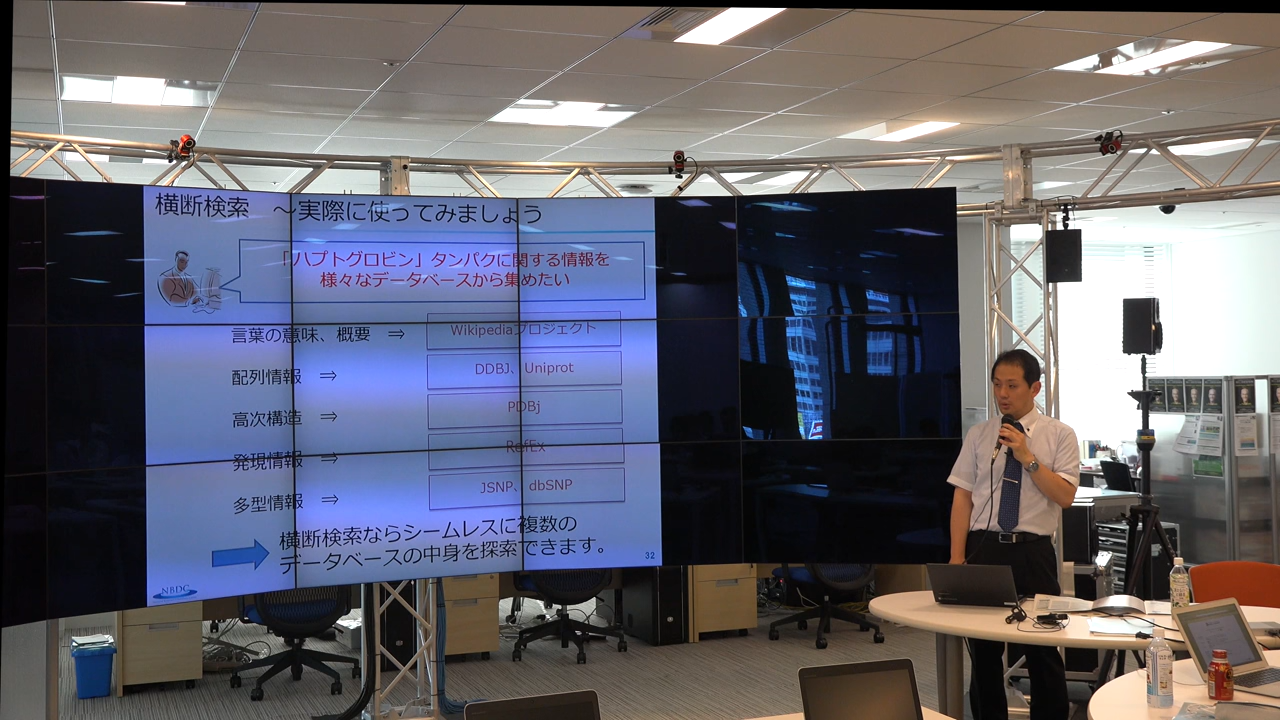 横断検索　～実際に使ってみましょう
「ハプトグロビン」タンパクに関する情報を
様々なデータベースから集めたい
言葉の意味、概要　⇒　Wikipediaプロジェクト
配列情報　⇒　DDBJ、Uniprot
高次構造　⇒　PDBj
発現情報　⇒　RefEx
多型情報　⇒　JSNP、dbSNP
横断検索ならシームレスに複数の
データベースの中身を探索できます。
32
NBDC